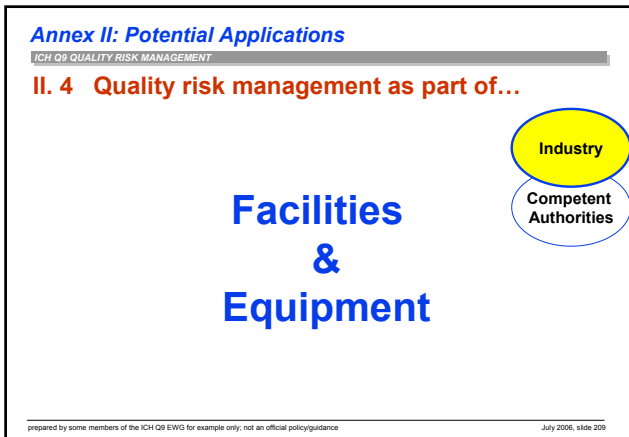 Annex II: Potential Applications
ICH Q9 QUALITY RISK MANAGEMENT
II. 4 Quality risk management as part of…
Industry
Competent
Authorities
Facilities
&
Equipment
prepared by some members of the ICH Q9 EWG for example only; not an official policy/guidance July 2006, slide 209